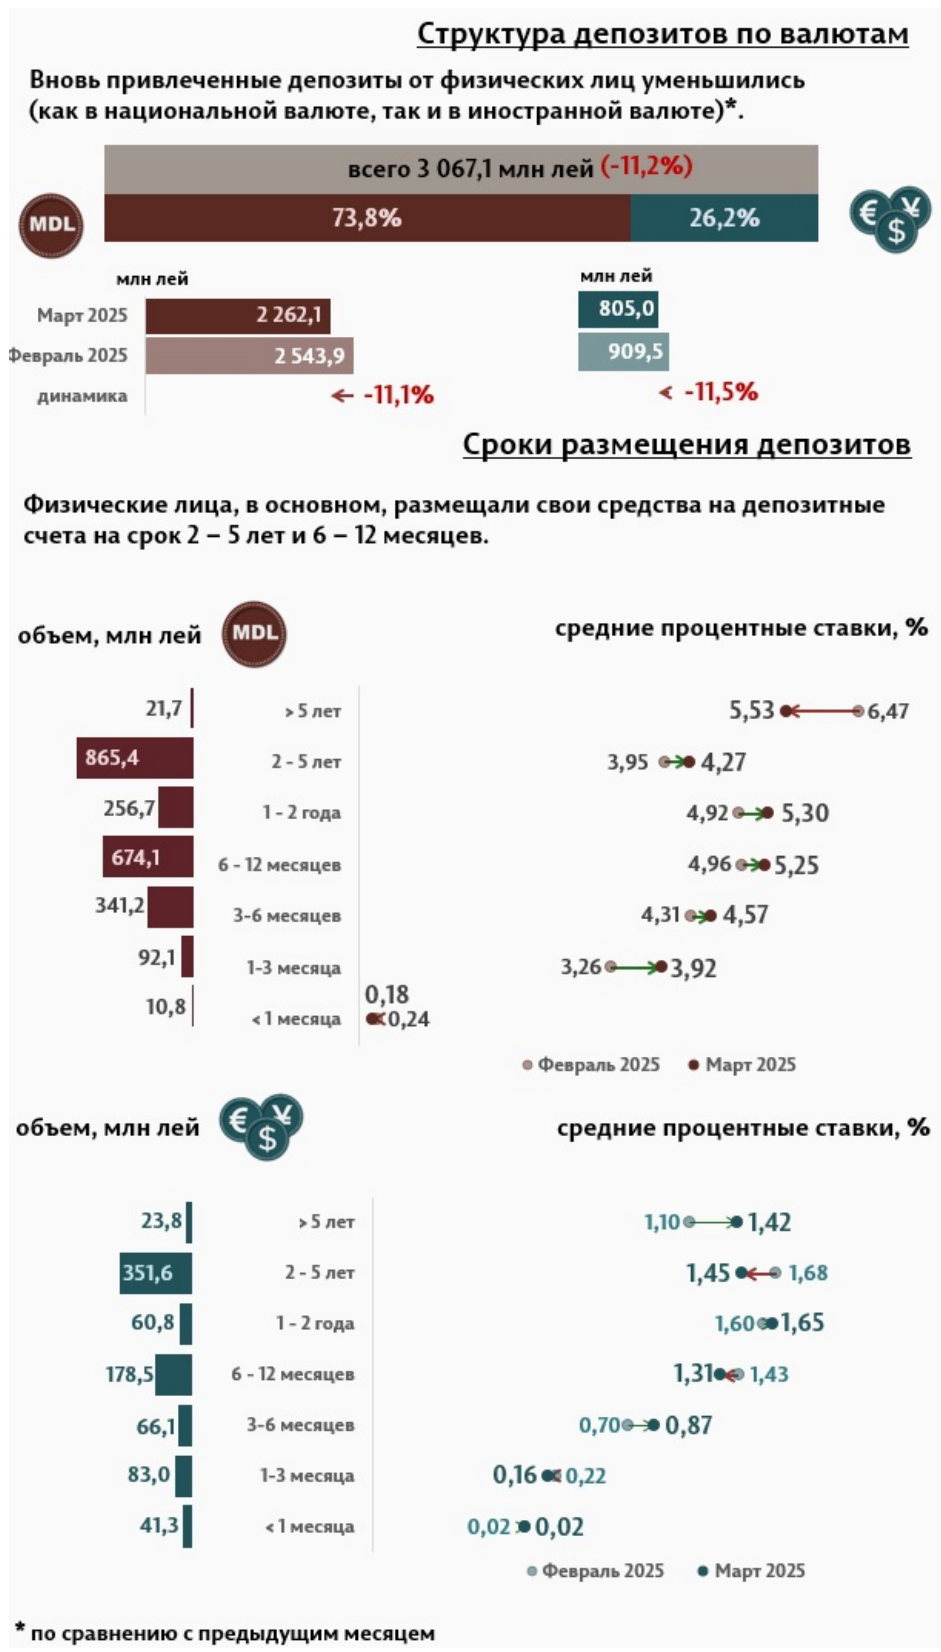 Структура депозитов по валютам
Вновь привлеченные депозиты от физических лиц уменьшились
(как в национальной валюте, так и в иностранной валюте)*.
всего 3 067,1 млн лей (-11,2%)
MDL 73,8% 26,2% € ¥ $
млн лей млн лей
Март 2025 2 262,1 805,0
Февраль 2025 2 543,9 909,5
динамика -11,1% -11,5%
Сроки размещения депозитов
Физические лица, в основном, размещали свои средства на депозитные
счета на срок 2 – 5 лет и 6 – 12 месяцев.
объем, млн лей MDL средние процентные ставки, %
21,7 > 5 лет 5,53 6,47
865,4 2 - 5 лет 3,95 4,27
256,7 1 - 2 года 4,92 5,30
674,1 6 - 12 месяцев 4,96 5,25
341,2 3-6 месяцев 4,31 4,57
92,1 1-3 месяца 3,26 3,92
0,18
10,8 < 1 месяца 0,24
Февраль 2025 Март 2025
объем, млн лей € ¥ $ средние процентные ставки, %
23,8 > 5 лет 1,10 1,42
351,6 2 - 5 лет 1,45 1,68
60,8 1 - 2 года 1,60 1,65
178,5 6 - 12 месяцев 1,31 1,43
66,1 3-6 месяцев 0,70 0,87
83,0 1-3 месяца 0,16 0,22
41,3 < 1 месяца 0,02 0,02
Февраль 2025 Март 2025
* по сравнению с предыдущим месяцем